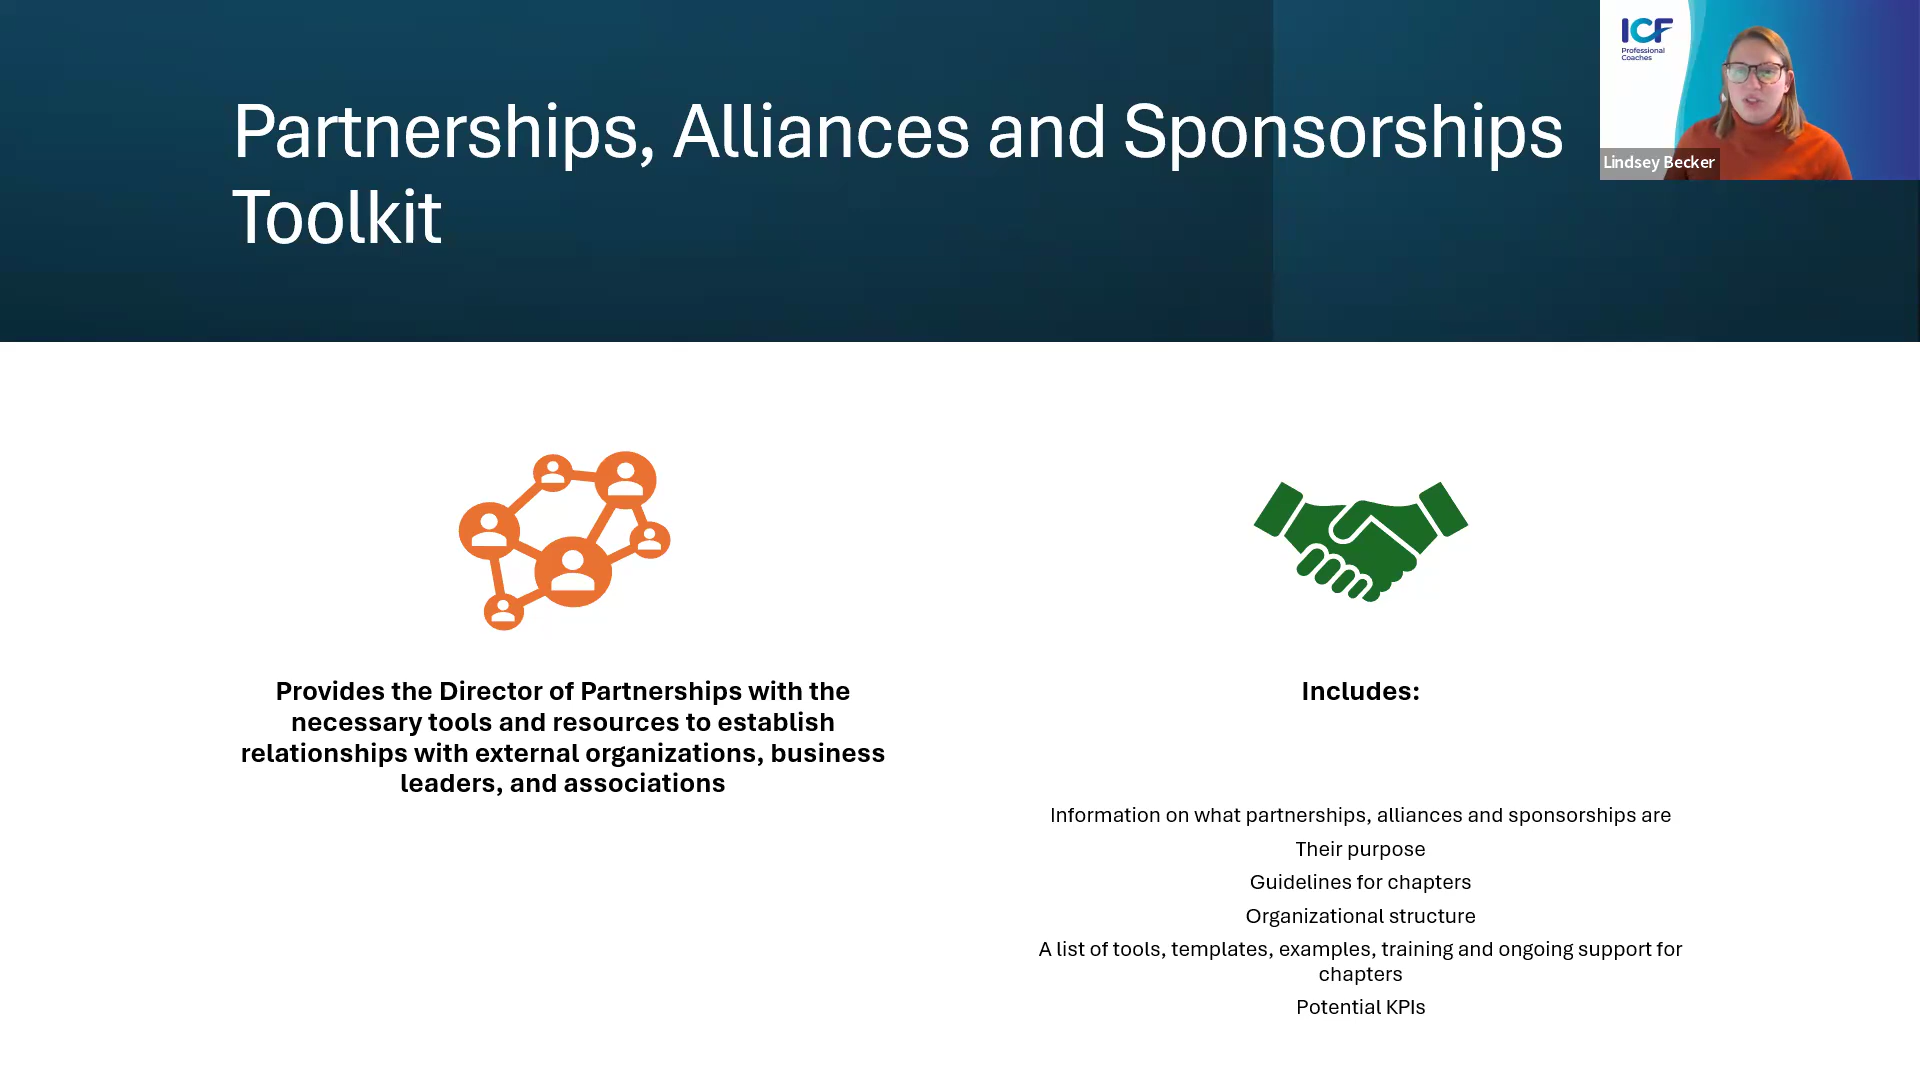 Partnerships, Alliances and Sponsorships
Toolkit
ICF
Professional
Coaches
Lindsey Becker
Provides the Director of Partnerships with the
necessary tools and resources to establish
relationships with external organizations, business
leaders, and associations
Includes:
Information on what partnerships, alliances and sponsorships are
Their purpose
Guidelines for chapters
Organizational structure
A list of tools, templates, examples, training and ongoing support for
chapters
Potential KPIs